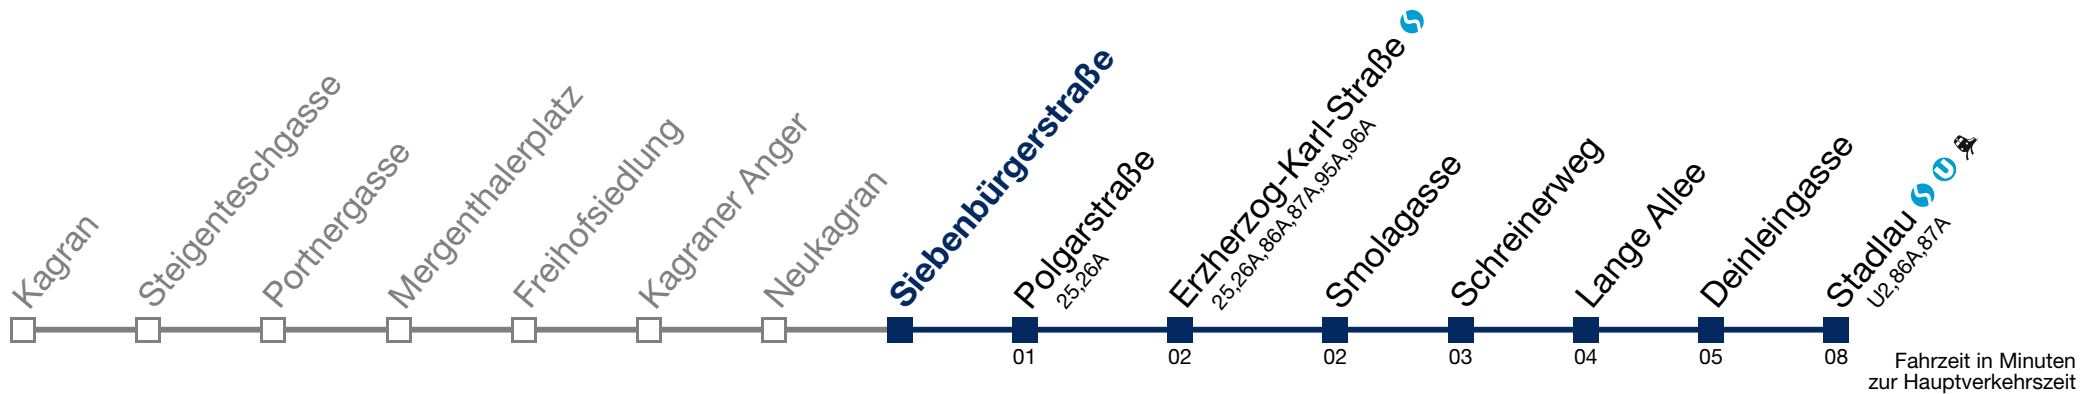 Kagran
Steigenteschgasse
Portnergasse
Mergenthalerplatz
Freihofsiedlung
Kagraner Anger
Neukagran
Siebenbürgerstraße
Polgarstraße
25,26A
01
Erzherzog-Karl-Straße
25,26A,86A,87A,95A,96A
02
Smolagasse
02
Schreinerweg
03
Lange Allee
04
Deinleingasse
05
Stadlau
U2,86A,87A
08
Fahrzeit in Minuten
zur Hauptverkehrszeit